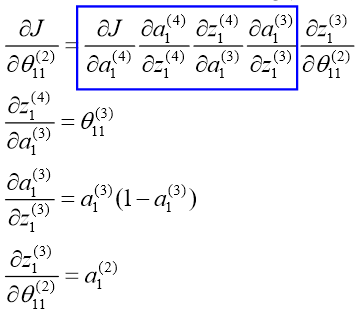 ∂J/∂θ₁₁⁽²⁾ = ∂J/∂a₁⁽⁴⁾ ∂a₁⁽⁴⁾/∂z₁⁽⁴⁾ ∂z₁⁽⁴⁾/∂a₁⁽³⁾ ∂a₁⁽³⁾/∂z₁⁽³⁾ ∂z₁⁽³⁾/∂θ₁₁⁽²⁾
∂z₁⁽⁴⁾/∂a₁⁽³⁾ = θ₁₁⁽³⁾
∂a₁⁽³⁾/∂z₁⁽³⁾ = a₁⁽³⁾(1 − a₁⁽³⁾)
∂z₁⁽³⁾/∂θ₁₁⁽²⁾ = a₁⁽²⁾